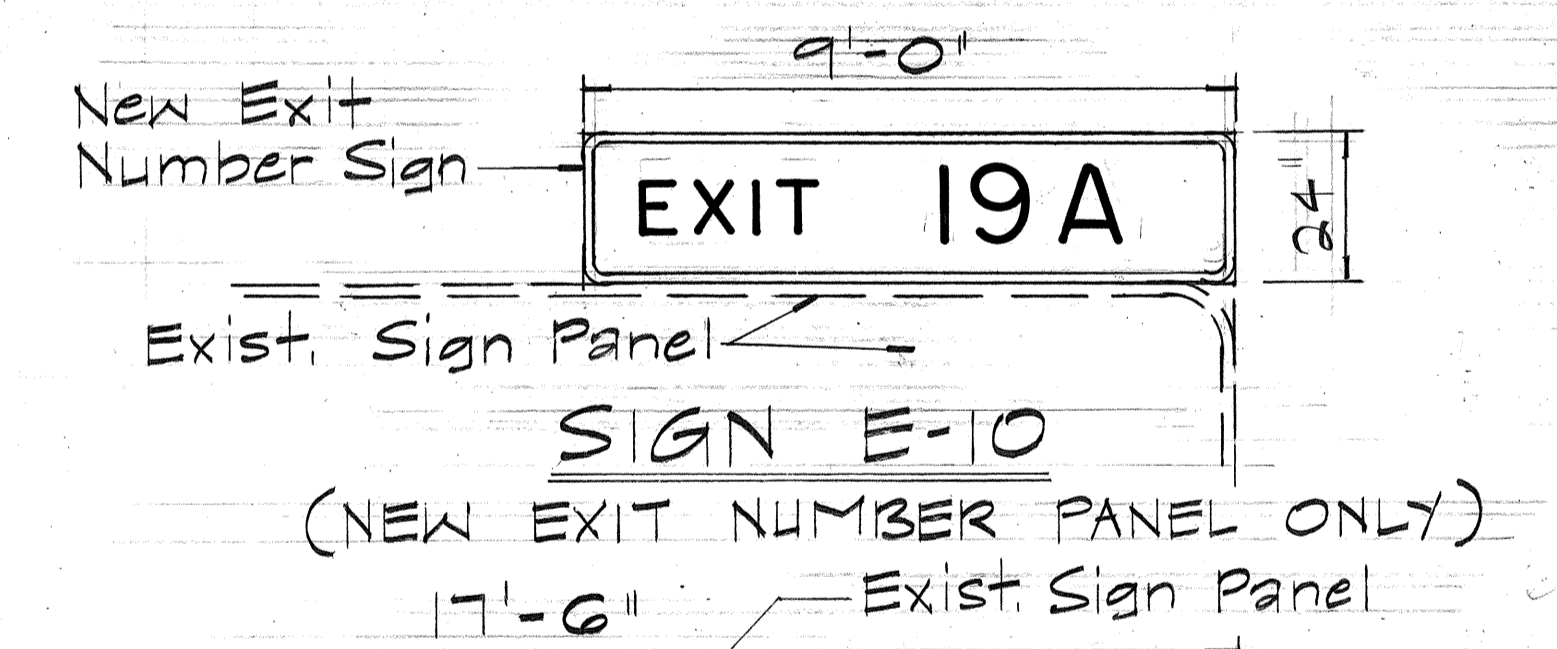 9'-0"
New Exit
Number Sign
EXIT 19A
24"
Exist. Sign Panel
SIGN E-10
(NEW EXIT NUMBER PANEL ONLY)
17'-6"
Exist. Sign Panel